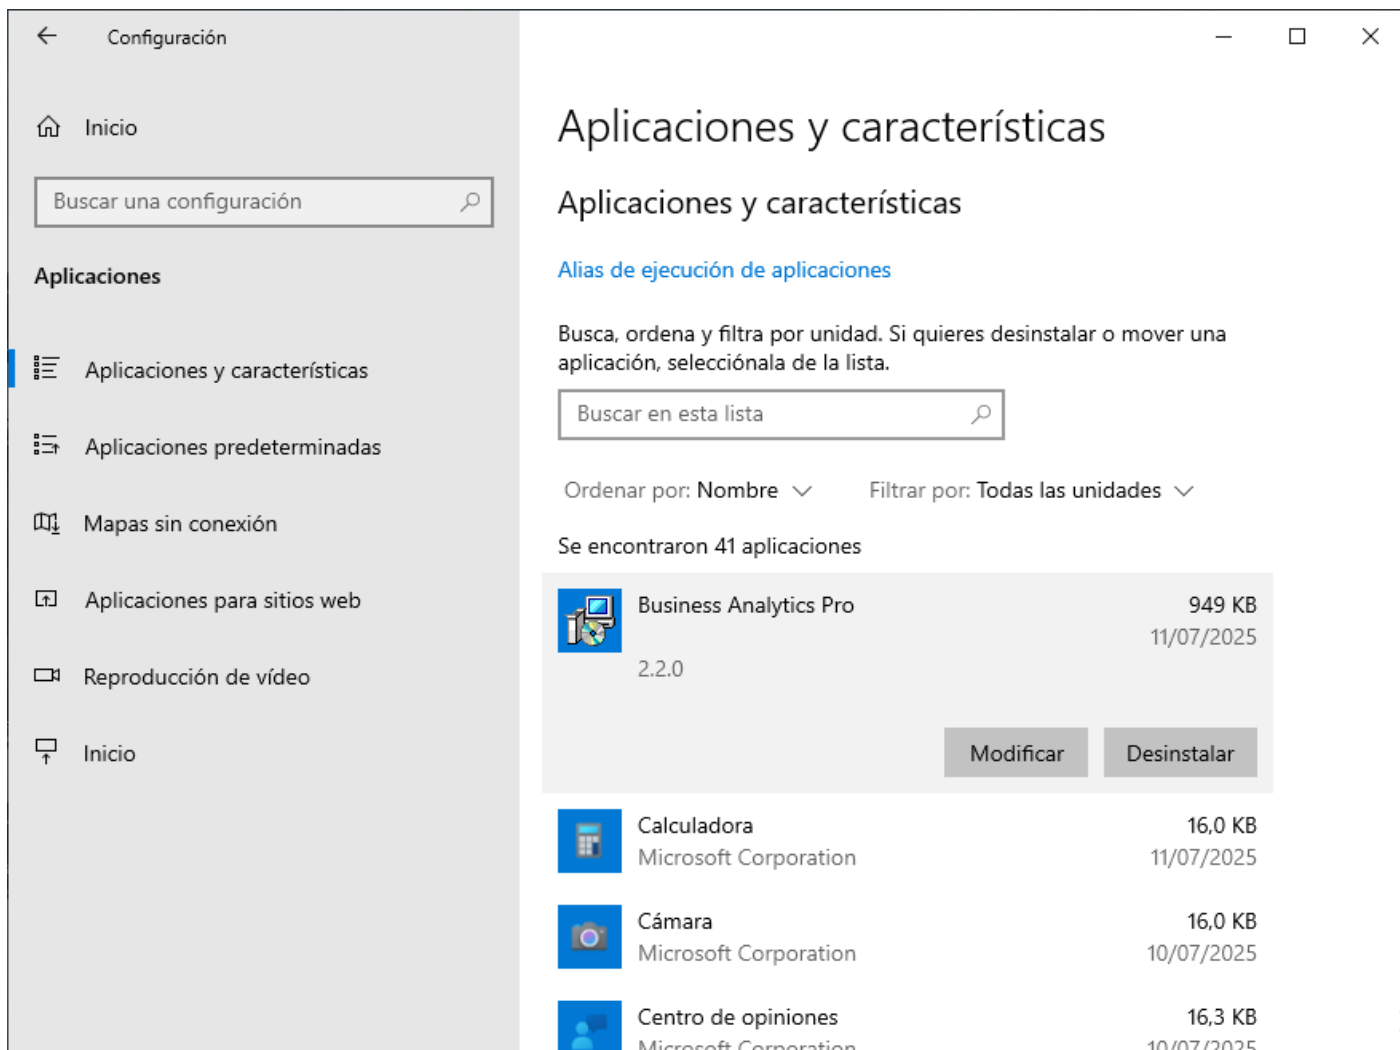 Configuración
Inicio
Buscar una configuración
Aplicaciones
Aplicaciones y características
Aplicaciones predeterminadas
Mapas sin conexión
Aplicaciones para sitios web
Reproducción de vídeo
Inicio
Aplicaciones y características
Aplicaciones y características
Alias de ejecución de aplicaciones
Busca, ordena y filtra por unidad. Si quieres desinstalar o mover una
aplicación, selecciónala de la lista.
Buscar en esta lista
Ordenar por: Nombre Filtrar por: Todas las unidades
Se encontraron 41 aplicaciones
Business Analytics Pro 949 KB
11/07/2025
2.2.0
Modificar Desinstalar
Calculadora 16,0 KB
Microsoft Corporation 11/07/2025
Cámara 16,0 KB
Microsoft Corporation 10/07/2025
Centro de opiniones 16,3 KB
Microsoft Corporation 10/07/2025